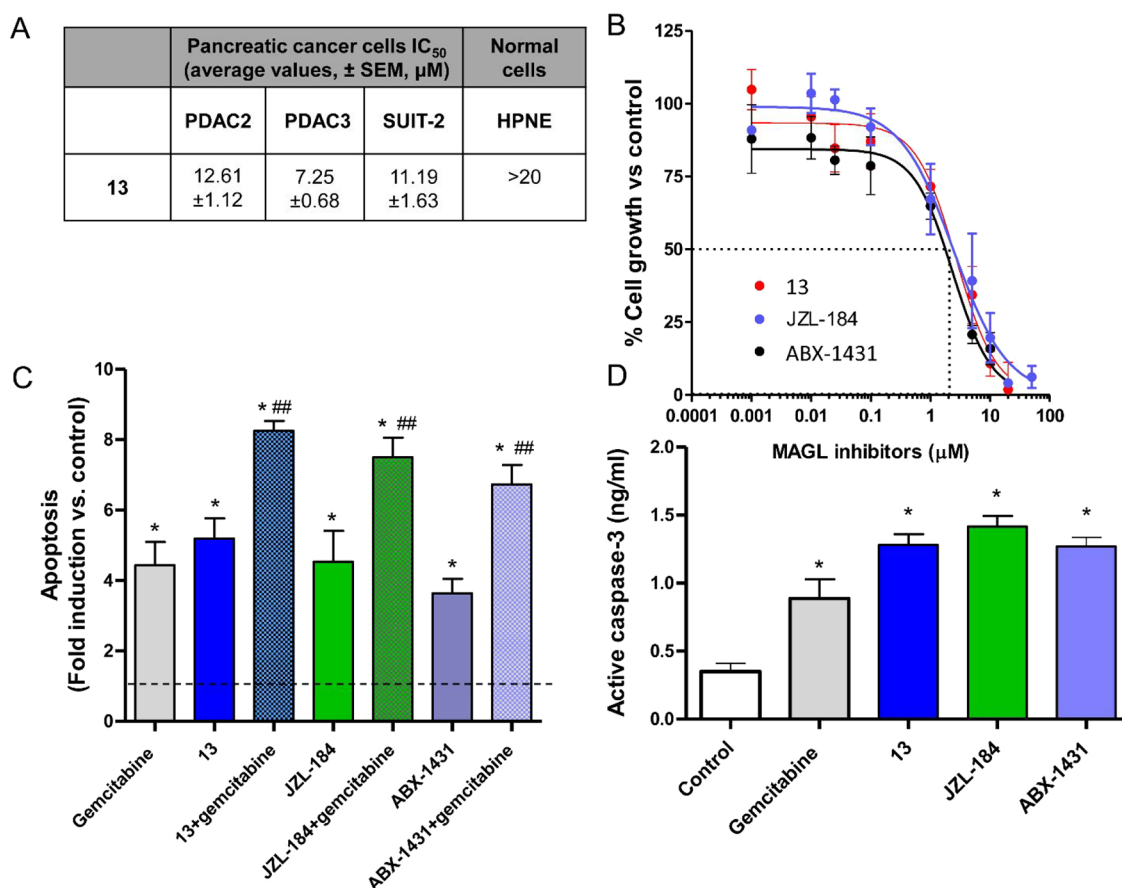 A
Pancreatic cancer cells IC50
(average values, ± SEM, µM)
Normal
cells
PDAC2 PDAC3 SUIT-2 HPNE
13
12.61
±1.12
7.25
±0.68
11.19
±1.63
>20
B
% Cell growth vs control
125
100
75
50
25
0
13
JZL-184
ABX-1431
0.0001 0.001 0.01 0.1 1 10 100
MAGL inhibitors (µM)
C
Apoptosis
(Fold induction vs. control)
10
8
6
4
2
0
*
*
* ##
*
* ##
*
* ##
Gemcitabine
13
13+gemcitabine
JZL-184
JZL-184+gemcitabine
ABX-1431
ABX-1431+gemcitabine
D
Active caspase-3 (ng/ml)
2.0
1.5
1.0
0.5
0.0
*
*
*
*
Control
Gemcitabine
13
JZL-184
ABX-1431